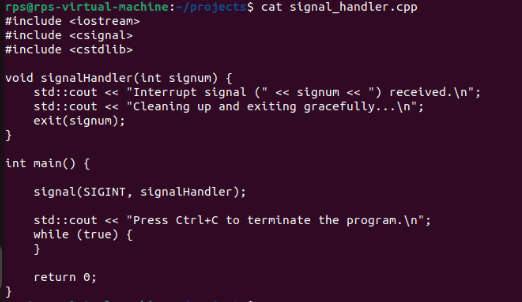 rps@rps-virtual-machine:~/projects$ cat signal_handler.cpp
#include <iostream>
#include <csignal>
#include <cstdlib>

void signalHandler(int signum) {
    std::cout << "Interrupt signal (" << signum << ") received.\n";
    std::cout << "Cleaning up and exiting gracefully...\n";
    exit(signum);
}

int main() {

    signal(SIGINT, signalHandler);

    std::cout << "Press Ctrl+C to terminate the program.\n";
    while (true) {
    }

    return 0;
}